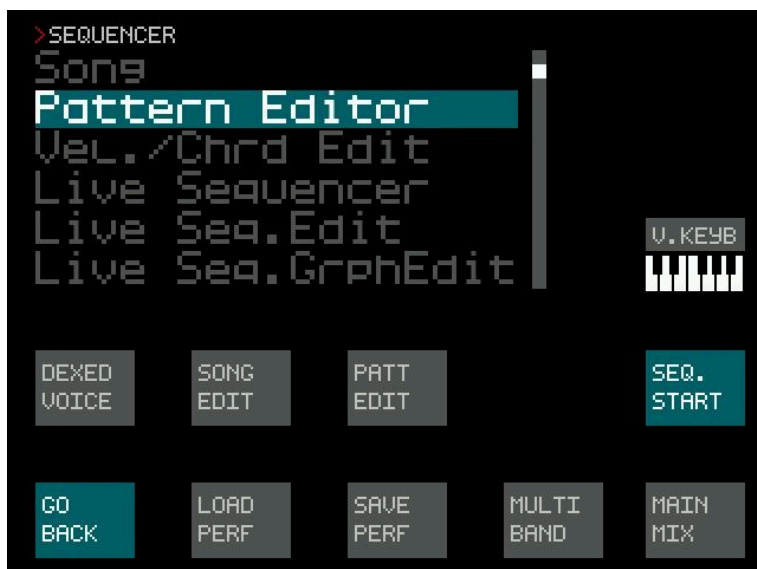 >SEQUENCER
Song
Pattern Editor
Vel./Chrd Edit
Live Sequencer
Live Seq.Edit
Live Seq.GrphEdit
V.KEYB
DEXED
VOICE
SONG
EDIT
PATT
EDIT
SEQ.
START
GO
BACK
LOAD
PERF
SAVE
PERF
MULTI
BAND
MAIN
MIX